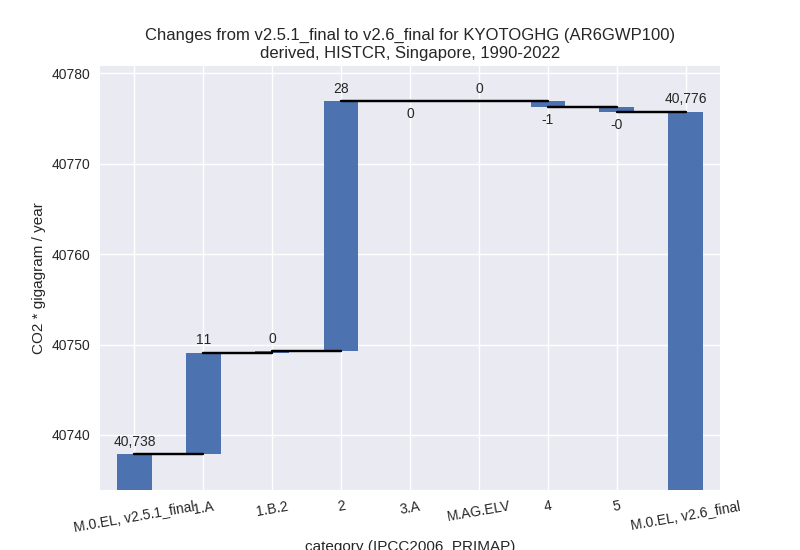 Changes from v2.5.1_final to v2.6_final for KYOTOGHG (AR6GWP100)
derived, HISTCR, Singapore, 1990-2022
40780
40770
40760
40750
40740
CO2 * gigagram / year
40,738
11
0
28
0
0
-1
-0
40,776
M.0.EL, v2.5.1_final
1.A
1.B.2
2
3.A
M.AG.ELV
4
5
M.0.EL, v2.6_final
category (IPCC2006_PRIMAP)